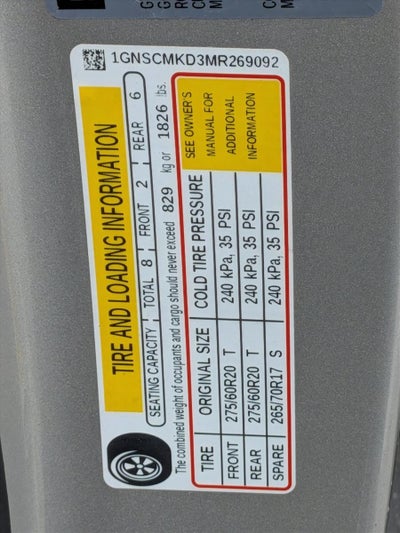 1GNSCMKD3MR269092
TIRE AND LOADING INFORMATION
SEATING CAPACITY TOTAL 8 FRONT 2 REAR 6
The combined weight of occupants and cargo should never exceed 829 kg or 1826 lbs.
TIRE ORIGINAL SIZE COLD TIRE PRESSURE
FRONT 275/60R20 T 240 kPa, 35 PSI
REAR 275/60R20 T 240 kPa, 35 PSI
SPARE 265/70R17 S 240 kPa, 35 PSI
SEE OWNER'S
MANUAL FOR
ADDITIONAL
INFORMATION